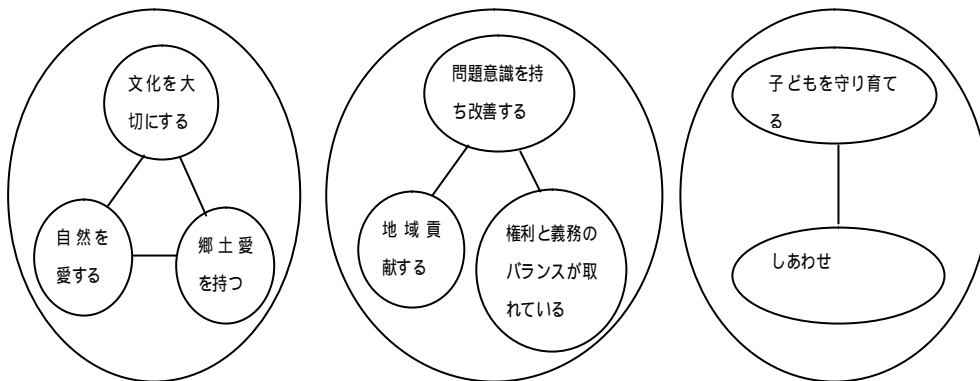 文化を大
切にする
自然を
愛する
郷土愛
を持つ
問題意識を持
ち改善する
地域貢
献する
権利と義務の
バランスが取
れている
子どもを守り育て
る
しあわせ